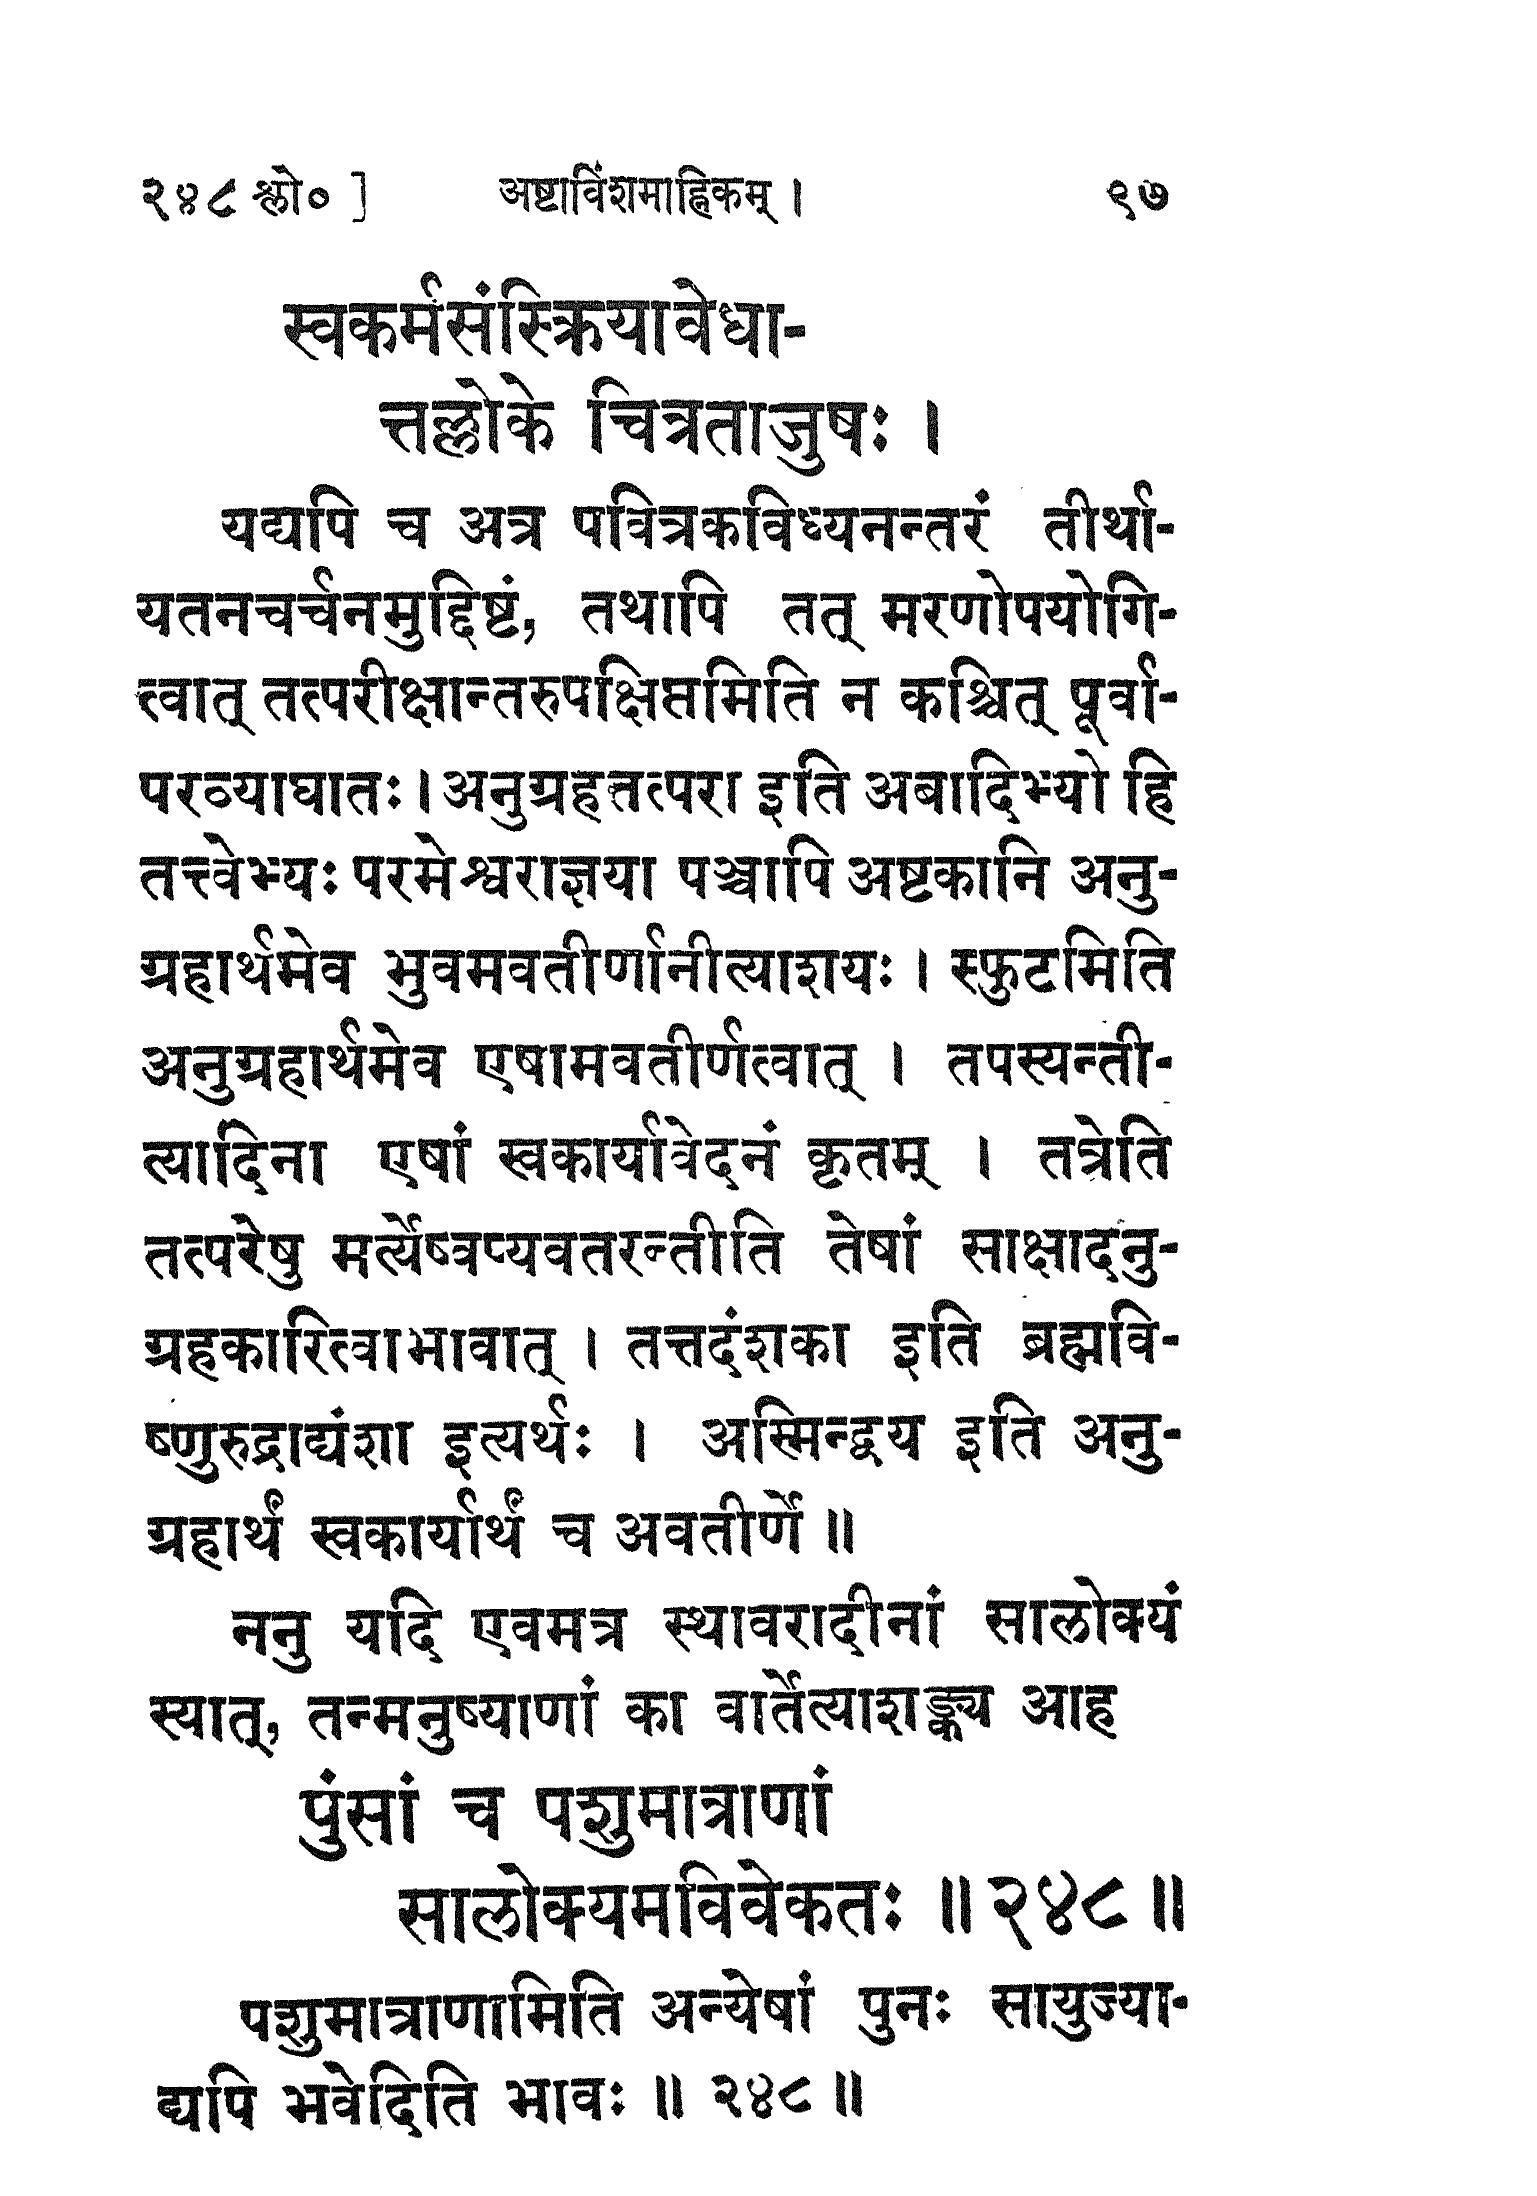 २४८ श्लो० ] अष्टाविंशमाह्निकम् । ९७
स्वकर्मसंस्क्रियावेधा-
त्तल्लोके चित्रताजुषः ।
यद्यपि च अत्र पवित्रकविध्यनन्तरं तीर्था-
यतनचर्चनमुद्दिष्टं, तथापि तत् मरणोपयोगि-
त्वात् तत्परीक्षान्तरुपक्षिप्तमिति न कश्चित् पूर्वा-
परव्याघातः । अनुग्रहतत्परा इति अबादिभ्यो हि
तत्त्वेभ्यः परमेश्वराज्ञया पञ्चापि अष्टकानि अनु-
ग्रहार्थमेव भुवमवतीर्णानीत्याशयः । स्फुटमिति
अनुग्रहार्थमेव एषामवतीर्णत्वात् । तपस्यन्ती-
त्यादिना एषां स्वकार्यावेदनं कृतम् । तत्रेति
तत्परेषु मर्त्येष्वप्यवतरन्तीति तेषां साक्षादनु-
ग्रहकारित्वाभावात् । तत्तदंशका इति ब्रह्मवि-
ष्णुरुद्राद्यंशा इत्यर्थः । अस्मिन्द्वय इति अनु-
ग्रहार्थं स्वकार्यार्थं च अवतीर्णे ॥
ननु यदि एवमत्र स्थावरादीनां सालोक्यं
स्यात्, तन्मनुष्याणां का वार्तेत्याशङ्क्य आह
पुंसां च पशुमात्राणां
सालोक्यमविवेकतः ॥ २४८ ॥
पशुमात्राणामिति अन्येषां पुनः सायुज्या-
द्यपि भवेदिति भावः ॥ २४८ ॥